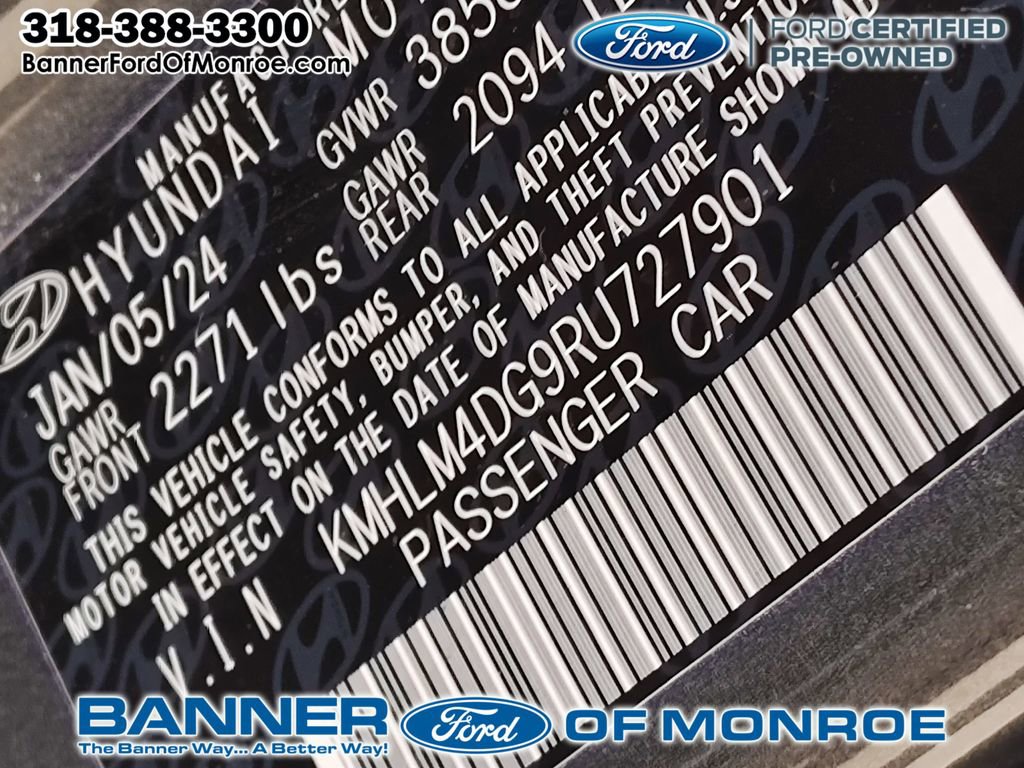 318-388-3300
BannerFordOfMonroe.com
Ford
FORD CERTIFIED
PRE-OWNED
HYUNDAI
JAN/05/24
GVWR
GAWR
FRONT 2271 lbs
GAWR
REAR 2094
THIS VEHICLE CONFORMS TO ALL
MOTOR VEHICLE SAFETY, BUMPER, AND THEFT PREVENTION
IN EFFECT ON THE DATE OF MANUFACTURE
V.I.N KMHLM4DG9RU727901
PASSENGER CAR
BANNER Ford OF MONROE
The Banner Way... A Better Way!